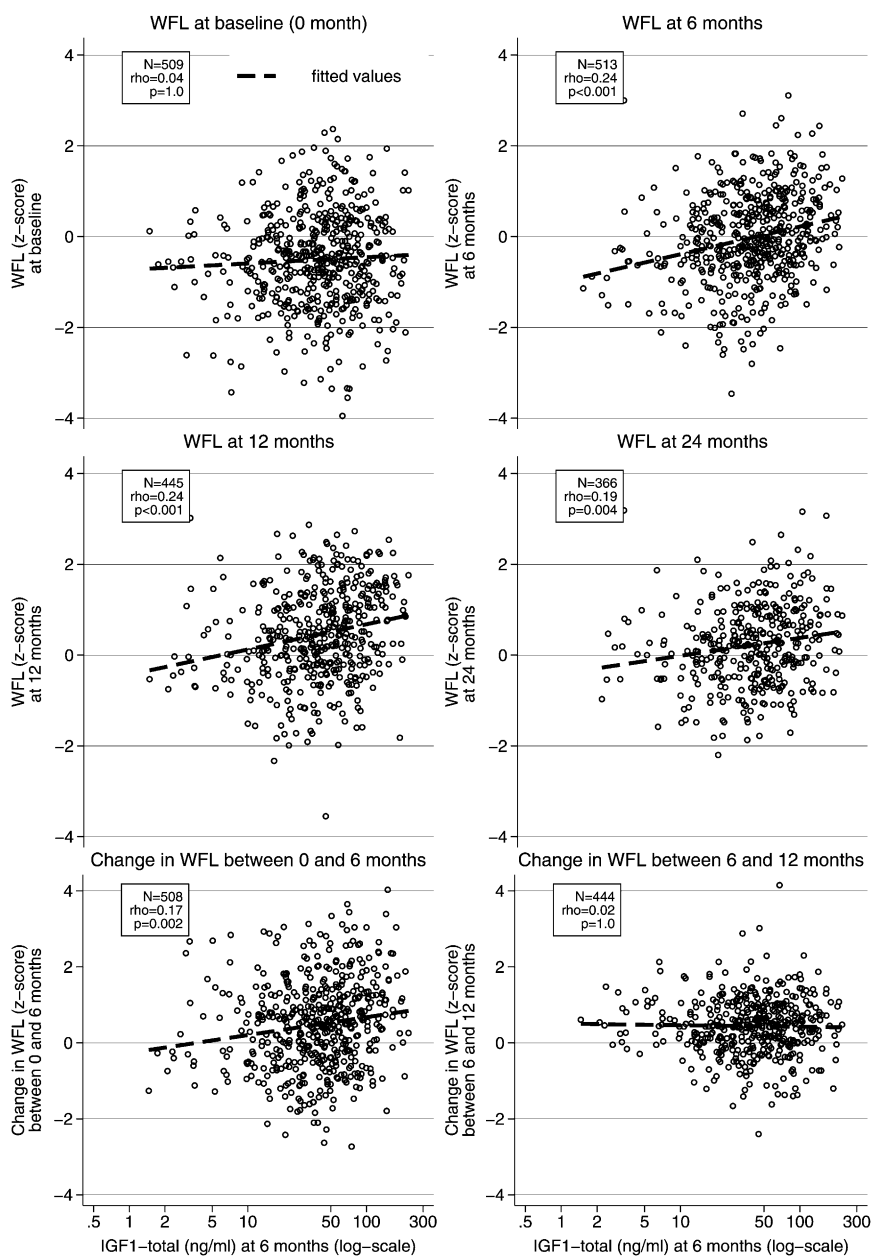 WFL at baseline (0 month)
WFL at 6 months
4
2
0
−2
−4
WFL (z−score)
at baseline
N=509
rho=0.04
p=1.0
fitted values
4
2
0
−2
−4
WFL (z−score)
at 6 months
N=513
rho=0.24
p<0.001
WFL at 12 months
WFL at 24 months
4
2
0
−2
−4
WFL (z−score)
at 12 months
N=445
rho=0.24
p<0.001
4
2
0
−2
−4
WFL (z−score)
at 24 months
N=366
rho=0.19
p=0.004
Change in WFL between 0 and 6 months
Change in WFL between 6 and 12 months
4
2
0
−2
−4
Change in WFL (z−score)
between 0 and 6 months
N=508
rho=0.17
p=0.002
4
2
0
−2
−4
Change in WFL (z−score)
between 6 and 12 months
N=444
rho=0.02
p=1.0
.5 1 2 5 10 50 100 300
IGF1−total (ng/ml) at 6 months (log−scale)
.5 1 2 5 10 50 100 300
IGF1−total (ng/ml) at 6 months (log−scale)